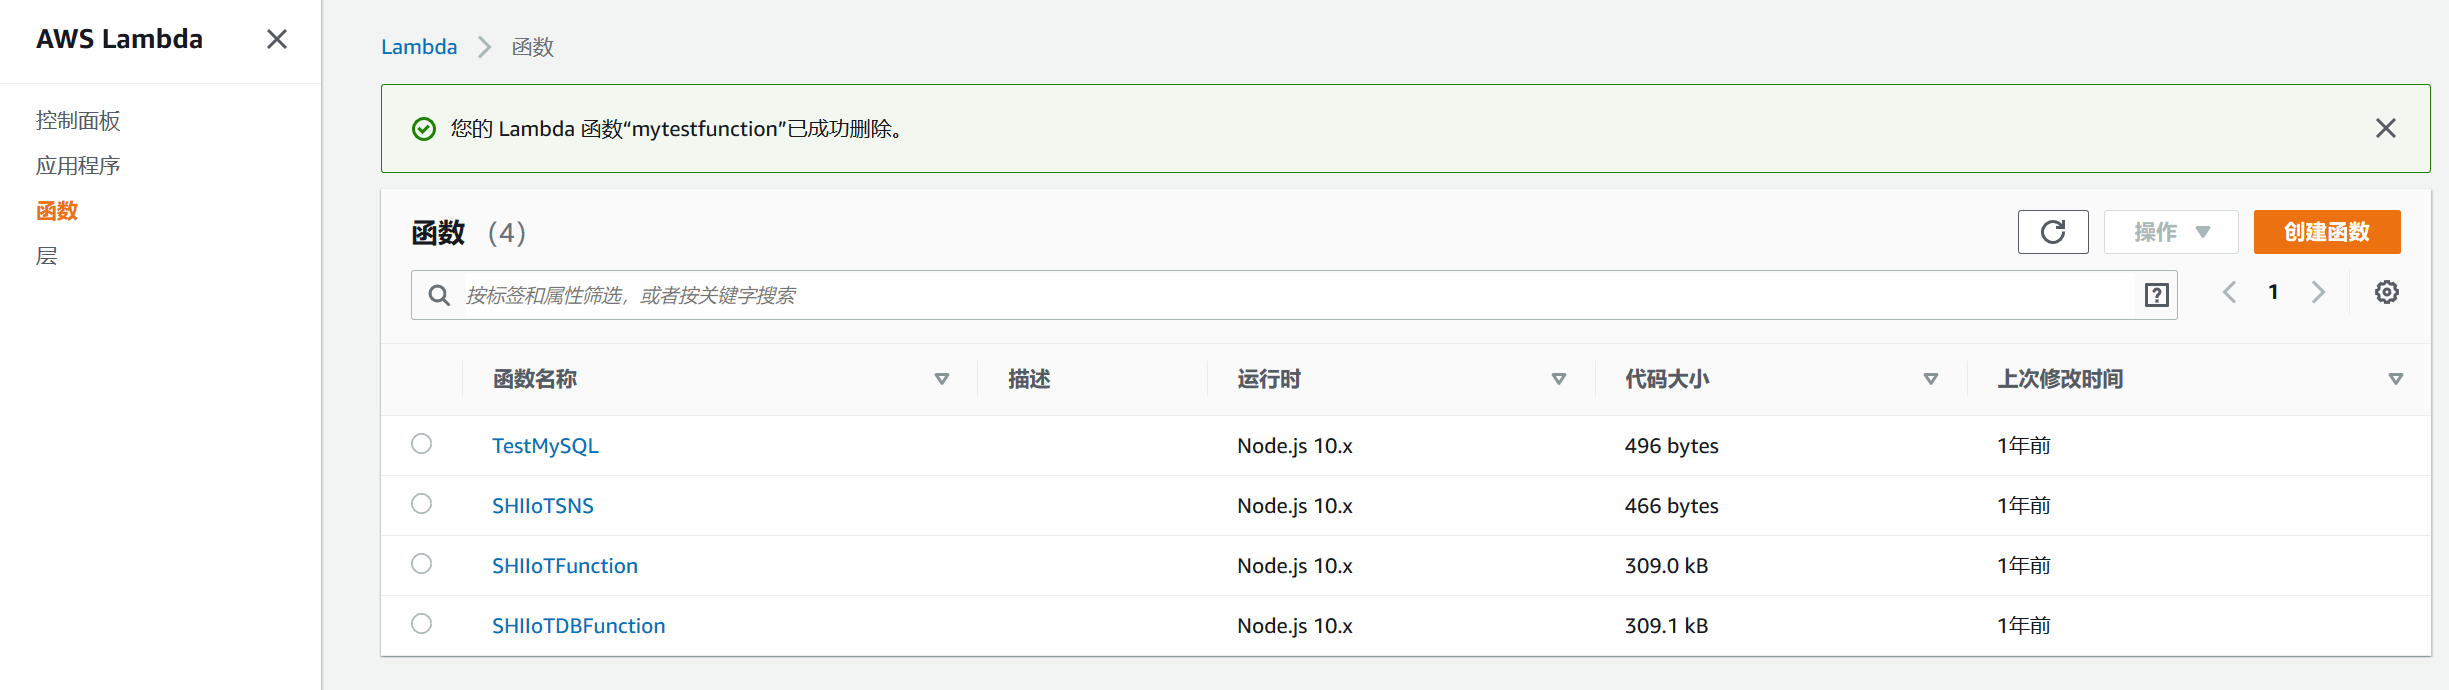 AWS Lambda
控制面板
应用程序
函数
层
Lambda 函数
您的 Lambda 函数“mytestfunction”已成功删除。
函数 (4)
操作 创建函数
按标签和属性筛选，或者按关键字搜索 ? 1
函数名称 描述 运行时 代码大小 上次修改时间
TestMySQL Node.js 10.x 496 bytes 1年前
SHIIoTSNS Node.js 10.x 466 bytes 1年前
SHIIoTFunction Node.js 10.x 309.0 kB 1年前
SHIIoTDBFunction Node.js 10.x 309.1 kB 1年前